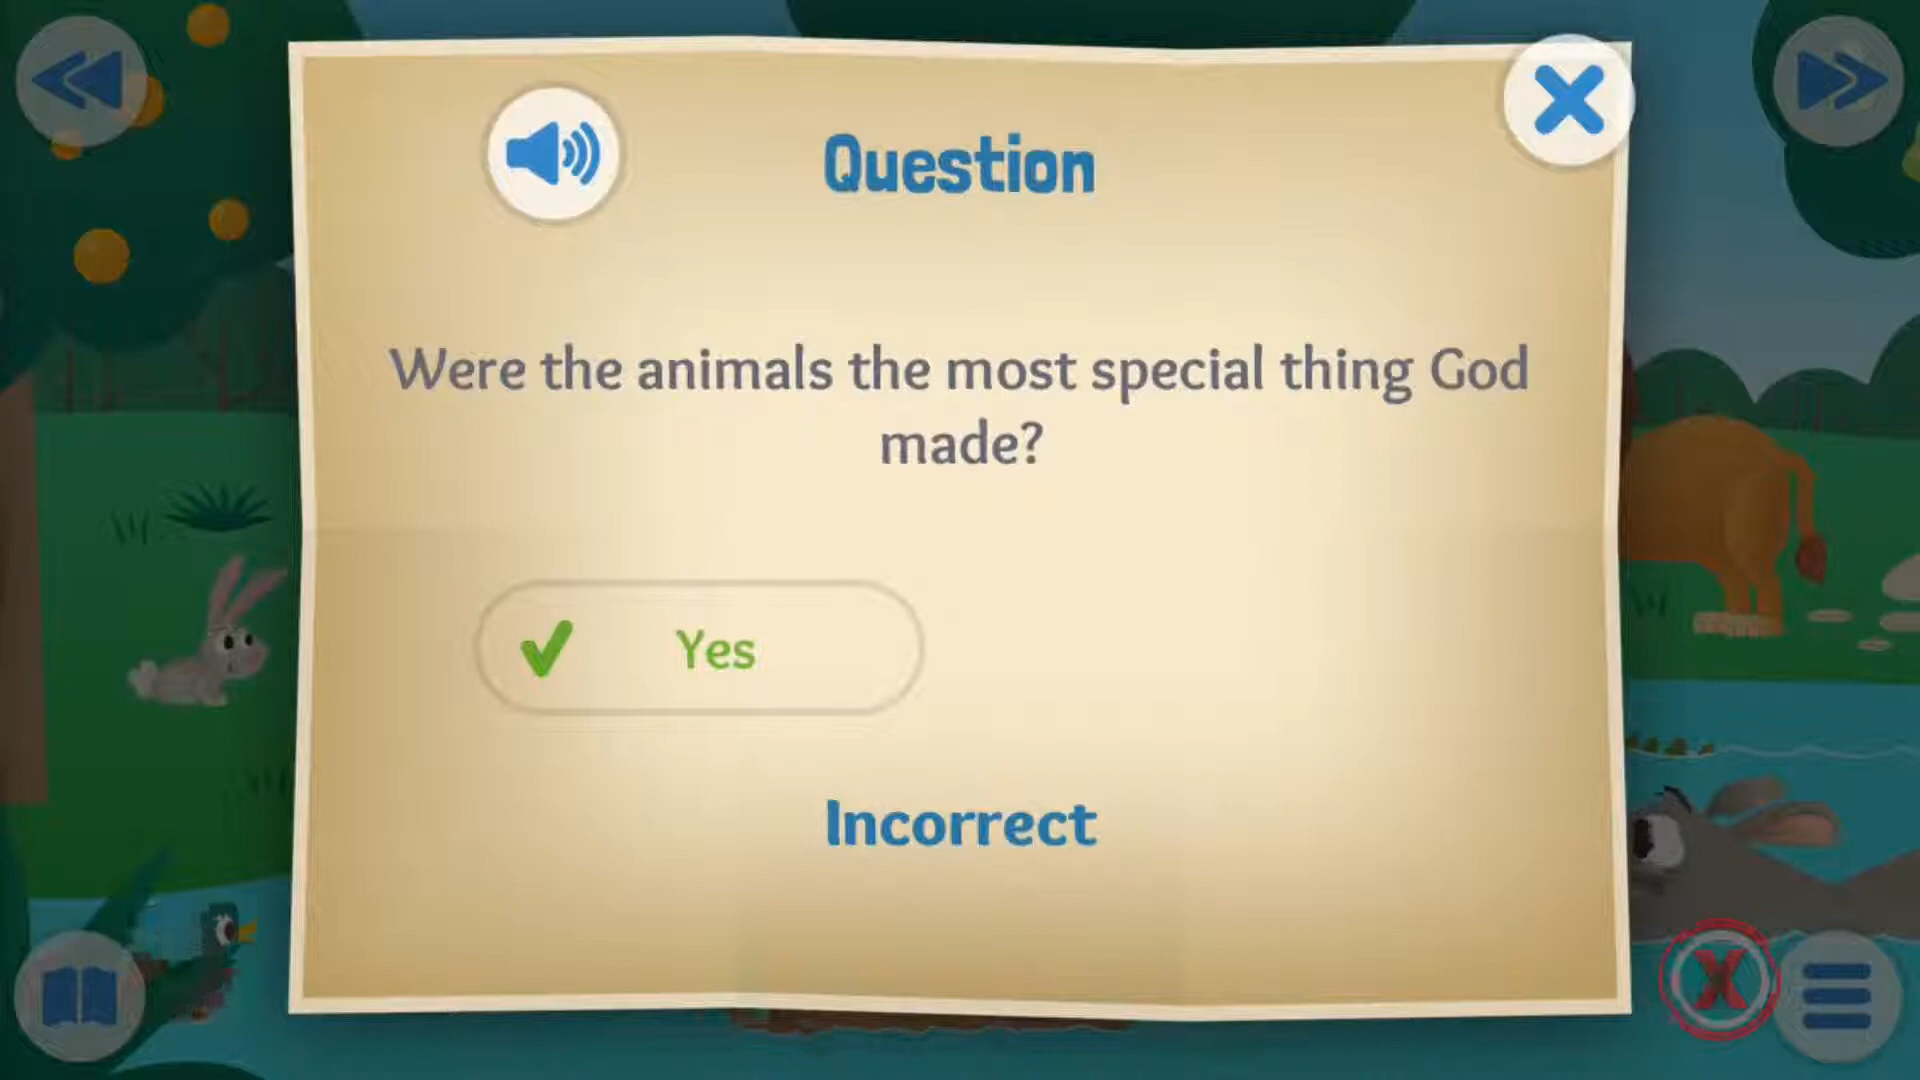 Question
Were the animals the most special thing God
made?
Yes
Incorrect
X